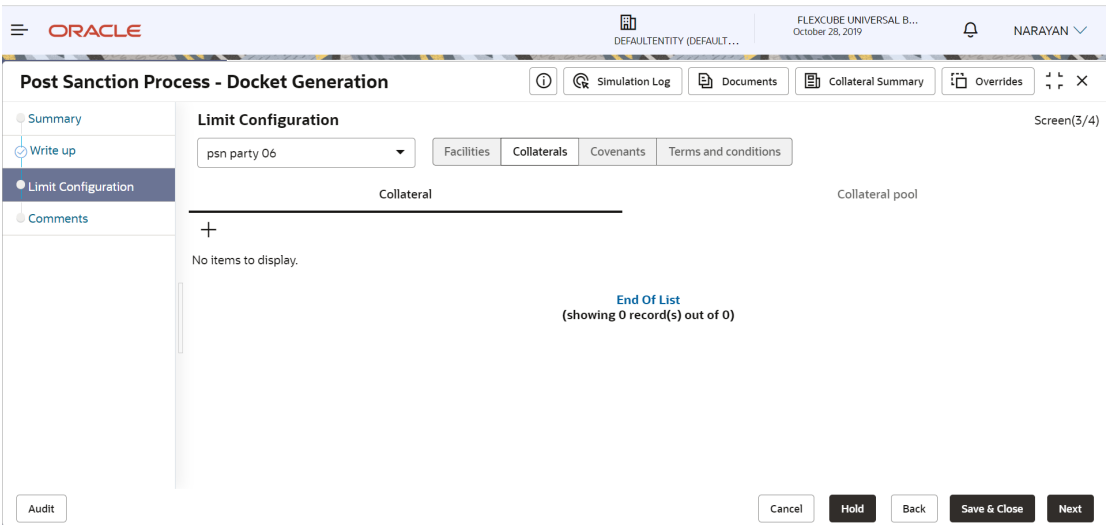 ORACLE
DEFAULTENTITY (DEFAULT...
FLEXCUBE UNIVERSAL B...
October 28, 2019
NARAYAN
Post Sanction Process - Docket Generation
Simulation Log
Documents
Collateral Summary
Overrides
Summary
Write up
Limit Configuration
Comments
Limit Configuration
Screen(3/4)
psn party 06
Facilities
Collaterals
Covenants
Terms and conditions
Collateral
Collateral pool
No items to display.
End Of List
(showing 0 record(s) out of 0)
Audit
Cancel
Hold
Back
Save & Close
Next